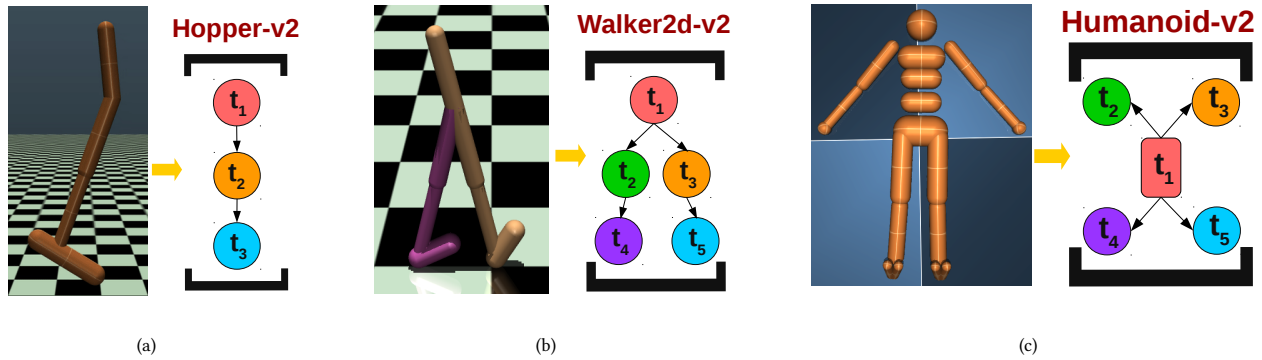 Hopper-v2
t1
t2
t3
(a)
Walker2d-v2
t1
t2 t3
t4 t5
(b)
Humanoid-v2
t2 t3
t1
t4 t5
(c)